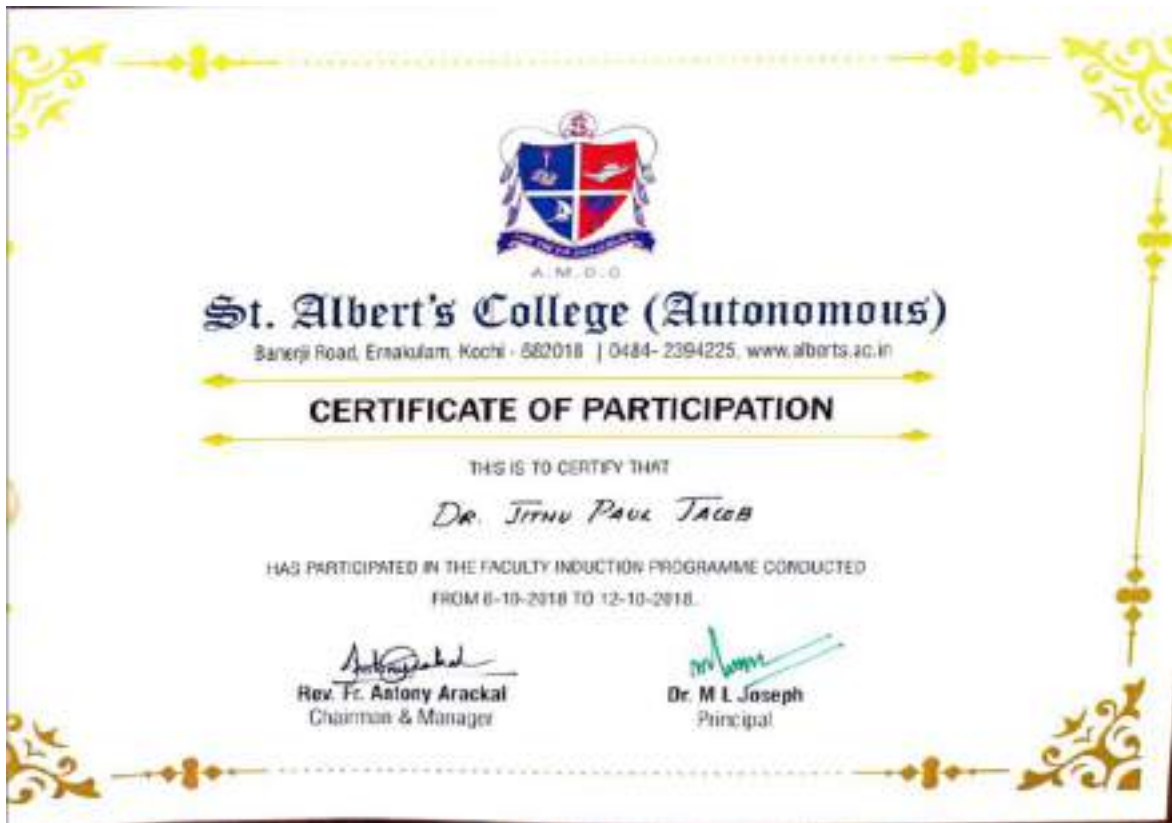 A.M.D.G
St. Albert's College (Autonomous)
Banerji Road, Ernakulam, Kochi - 682018 | 0484- 2394225, www.alberts.ac.in
CERTIFICATE OF PARTICIPATION
THIS IS TO CERTIFY THAT
DR. JITHU PAUL JACOB
HAS PARTICIPATED IN THE FACULTY INDUCTION PROGRAMME CONDUCTED
FROM 6-10-2018 TO 12-10-2018.
Rev. Fr. Antony Arackal
Chairman & Manager
Dr. M L Joseph
Principal